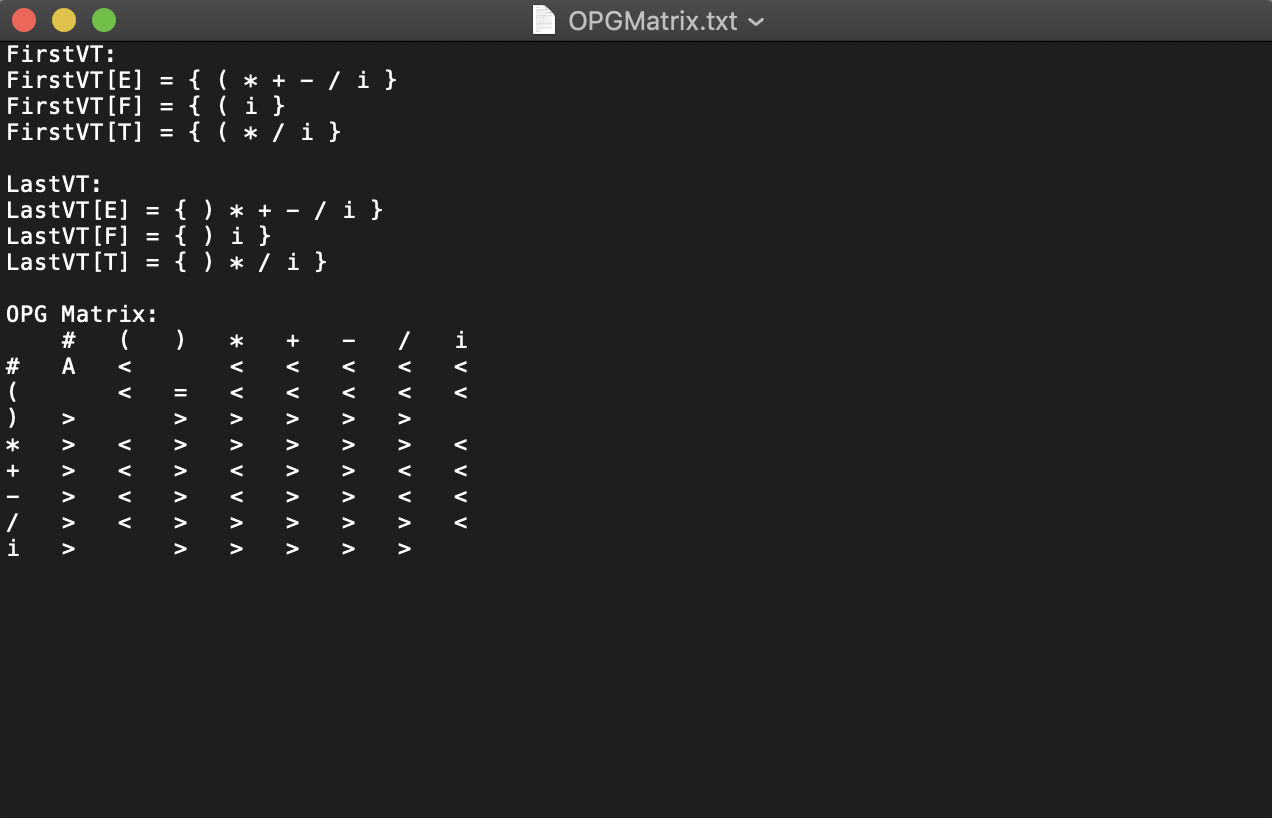 OPGMatrix.txt
FirstVT:
FirstVT[E] = { ( * + - / i }
FirstVT[F] = { ( i }
FirstVT[T] = { ( * / i }
LastVT:
LastVT[E] = { ) * + - / i }
LastVT[F] = { ) i }
LastVT[T] = { ) * / i }
OPG Matrix:
    #   (   )   *   +   -   /   i
#   A   <       <   <   <   <   <
(       <   =   <   <   <   <   <
)   >       >   >   >   >   >
*   >   <   >   >   >   >   >   <
+   >   <   >   <   >   >   <   <
-   >   <   >   <   >   >   <   <
/   >   <   >   >   >   >   >   <
i   >       >   >   >   >   >